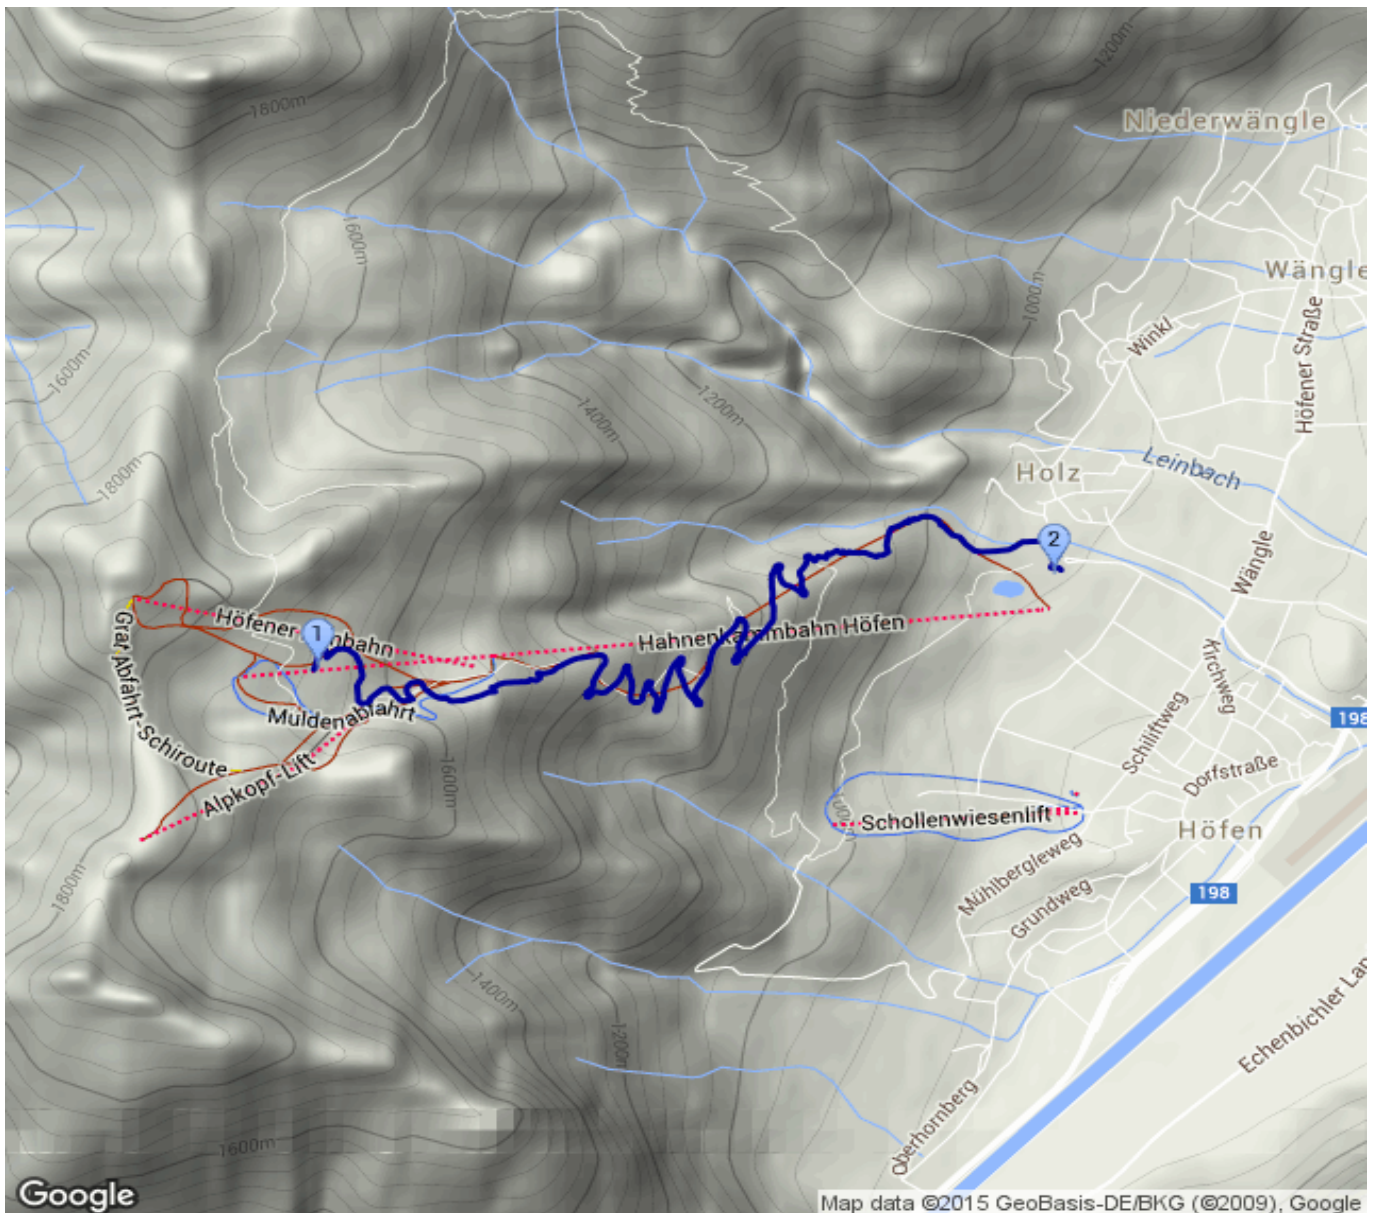 1200m
1800m
Niederwängle
1600m
Wängle
1000m
Winkl
Höfener Straße
1600m
1400m
1200m
1800m
Holz
Leinbach
2
Wängle
Höfener
nbahn
1
Hahnenkammbahn Höfen
Grat Abfahrt-Schiroute
Kirchweg
Muldenabfahrt
198
Schiliftweg
1600m
Alpkopf-Lift
Dorfstraße
Schollenwiesenlift
Höfen
Mühlbergleweg
1800m
198
Grundweg
1400m
1200m
Echenbichler
Oberhornberg
1600m
Google
Map data ©2015 GeoBasis-DE/BKG (©2009), Google